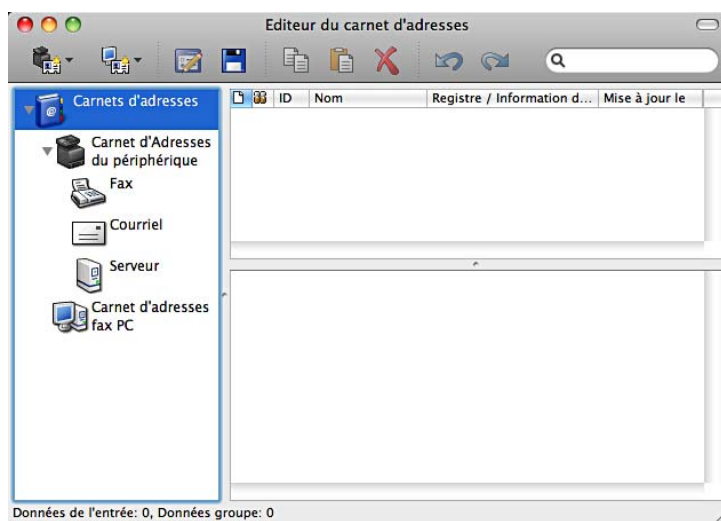 Editeur du carnet d'adresses
Carnets d'adresses
Carnet d'Adresses
du périphérique
Fax
Courriel
Serveur
Carnet d'adresses
fax PC
ID Nom Registre / Information d... Mise à jour le
Données de l'entrée: 0, Données groupe: 0